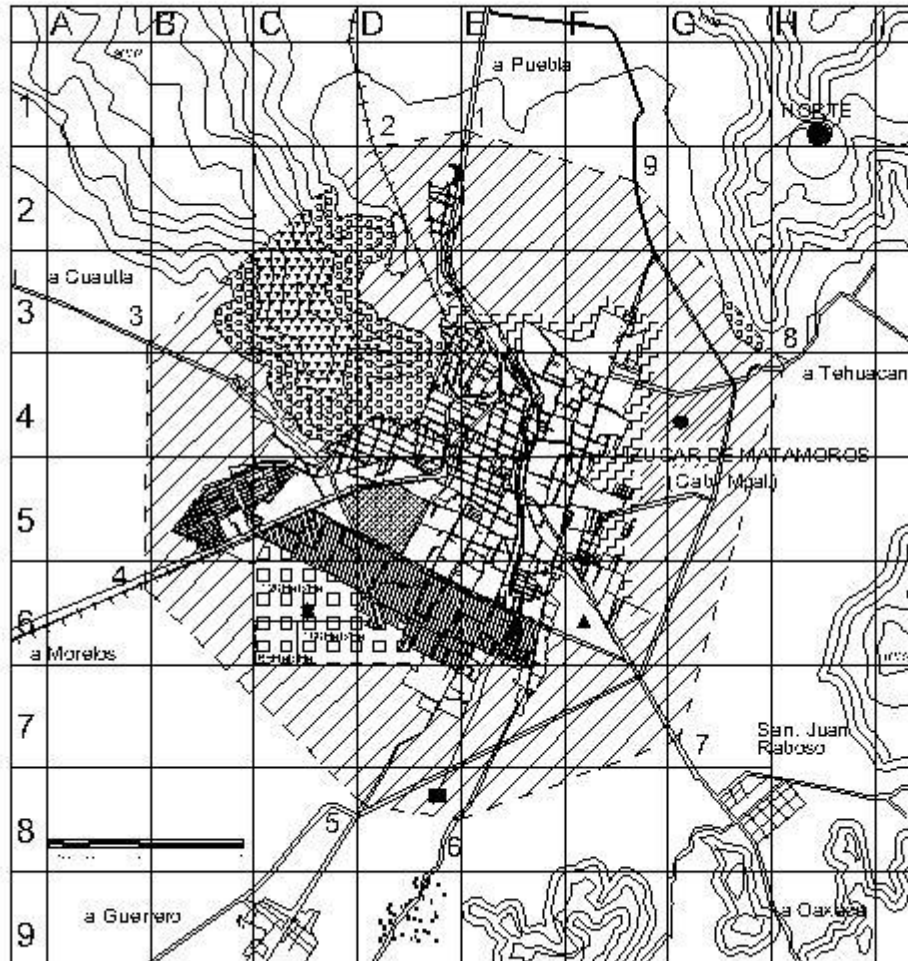 A B C D E F G H I
a Puebla
1
1
2
NORTE
9
2
a Cuautla
3
3
8
a Tehuacan
4
IZUCAR DE MATAMOROS
(Cab. Mpal.)
5
4
6
a Morelos
San. Juan
Raboso
7
7
5
8
6
a Guerrero
a Oaxaca
9